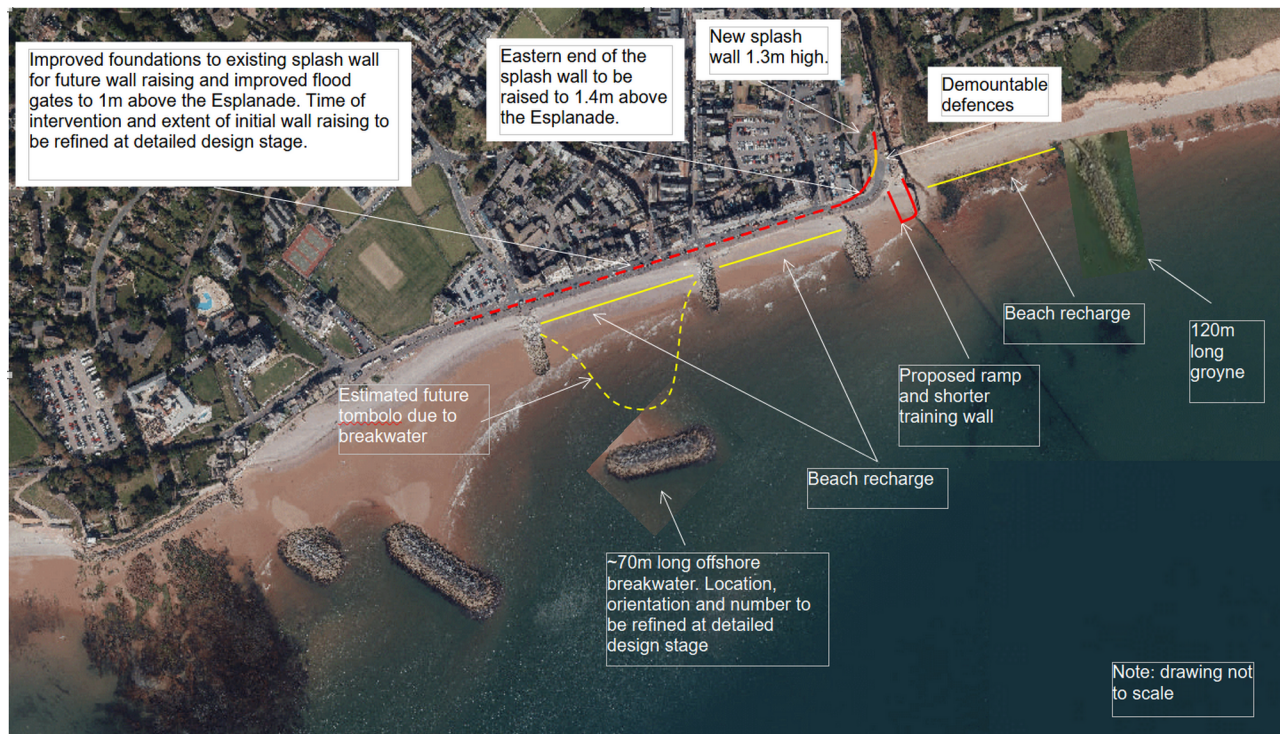 Improved foundations to existing splash wall
for future wall raising and improved flood
gates to 1m above the Esplanade. Time of
intervention and extent of initial wall raising to
be refined at detailed design stage.
Eastern end of the
splash wall to be
raised to 1.4m above
the Esplanade.
New splash
wall 1.3m high.
Demountable
defences
Beach recharge
120m
long
groyne
Proposed ramp
and shorter
training wall
Estimated future
tombolo due to
breakwater
Beach recharge
~70m long offshore
breakwater. Location,
orientation and number to
be refined at detailed
design stage
Note: drawing not
to scale